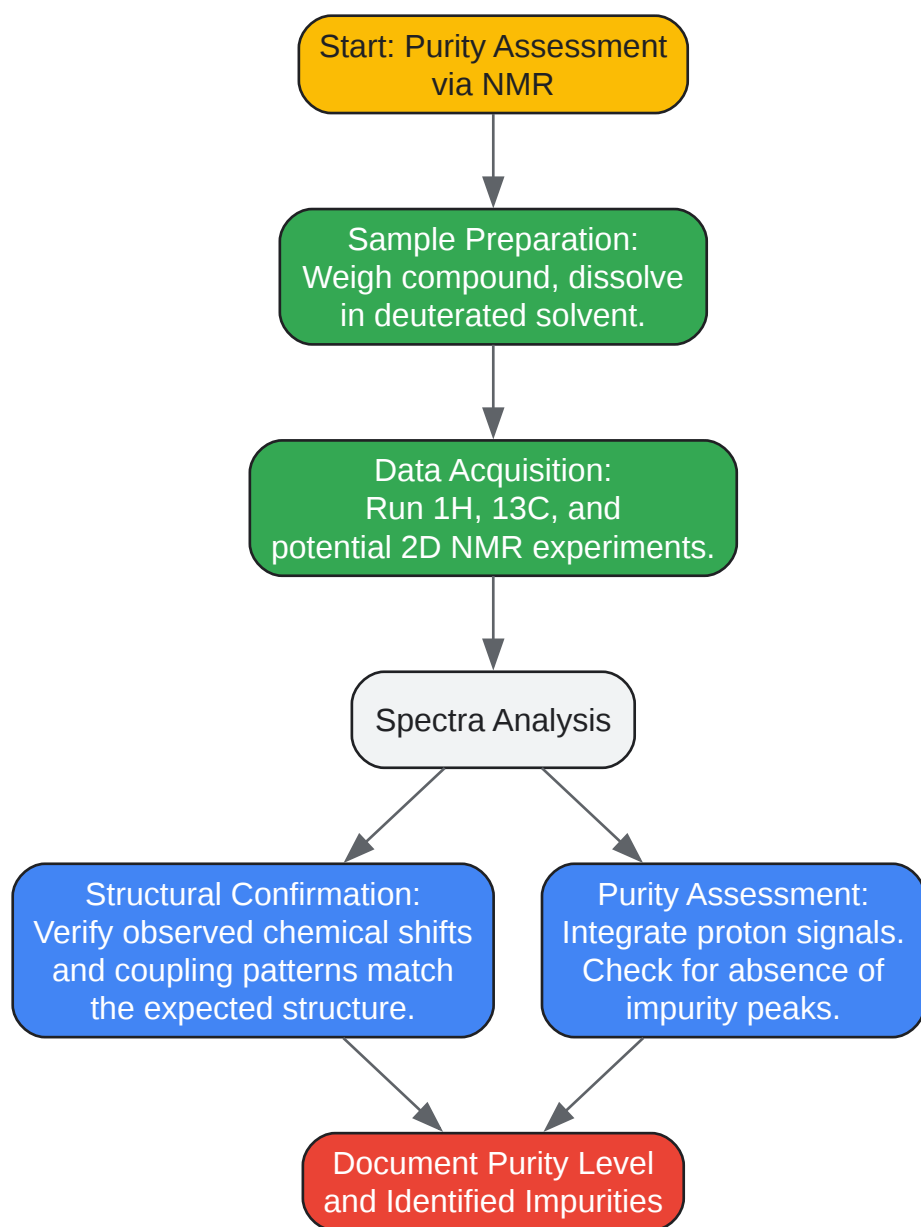 Start: Purity Assessment
via NMR
Sample Preparation:
Weigh compound, dissolve
in deuterated solvent.
Data Acquisition:
Run 1H, 13C, and
potential 2D NMR experiments.
Spectra Analysis
Structural Confirmation:
Verify observed chemical shifts
and coupling patterns match
the expected structure.
Purity Assessment:
Integrate proton signals.
Check for absence of
impurity peaks.
Document Purity Level
and Identified Impurities